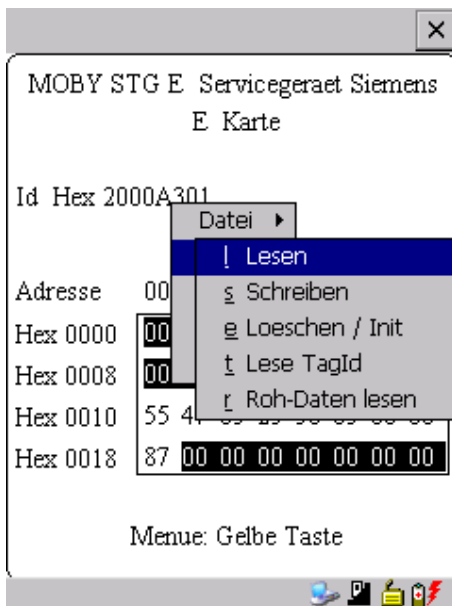 MOBY STG E Servicegeraet Siemens
E Karte
Id Hex 2000A301
Datei
l Lesen
s Schreiben
e Loeschen / Init
t Lese TagId
r Roh-Daten lesen
Adresse 00
Hex 0000 00
Hex 0008 00
Hex 0010 55
Hex 0018 87 00 00 00 00 00 00 00
Menue: Gelbe Taste